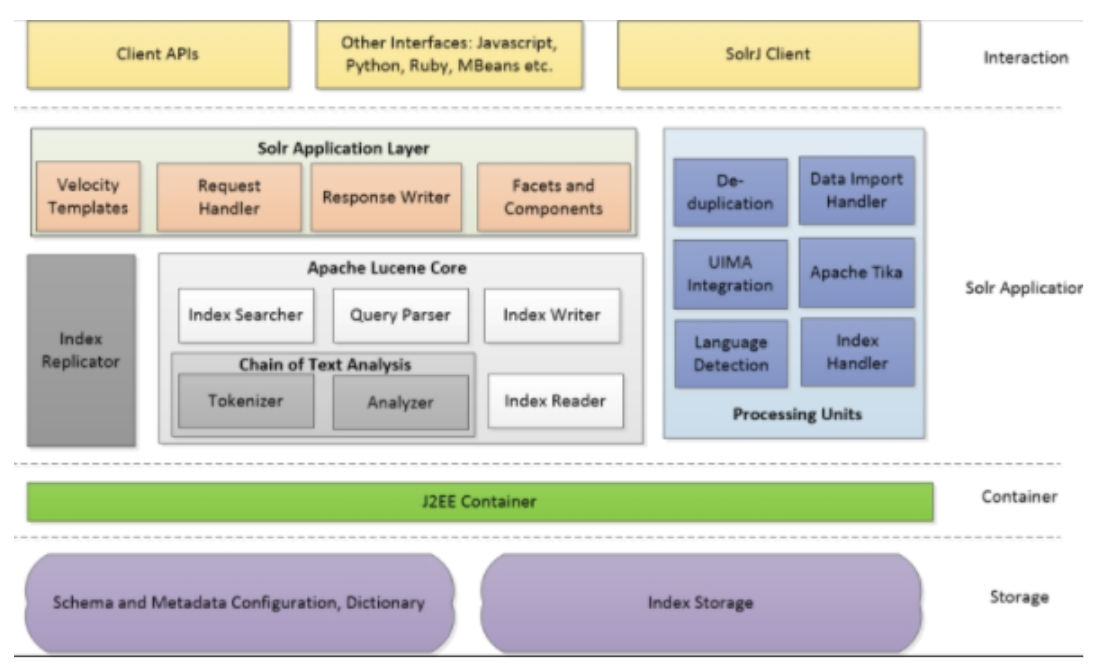 Client APIs
Other Interfaces: Javascript,
Python, Ruby, MBeans etc.
SolrJ Client
Interaction
Solr Application Layer
Velocity
Templates
Request
Handler
Response Writer
Facets and
Components
De-
duplication
Data Import
Handler
UIMA
Integration
Apache Tika
Language
Detection
Index
Handler
Processing Units
Solr Application
Index
Replicator
Apache Lucene Core
Index Searcher
Query Parser
Index Writer
Chain of Text Analysis
Tokenizer
Analyzer
Index Reader
J2EE Container
Container
Schema and Metadata Configuration, Dictionary
Index Storage
Storage